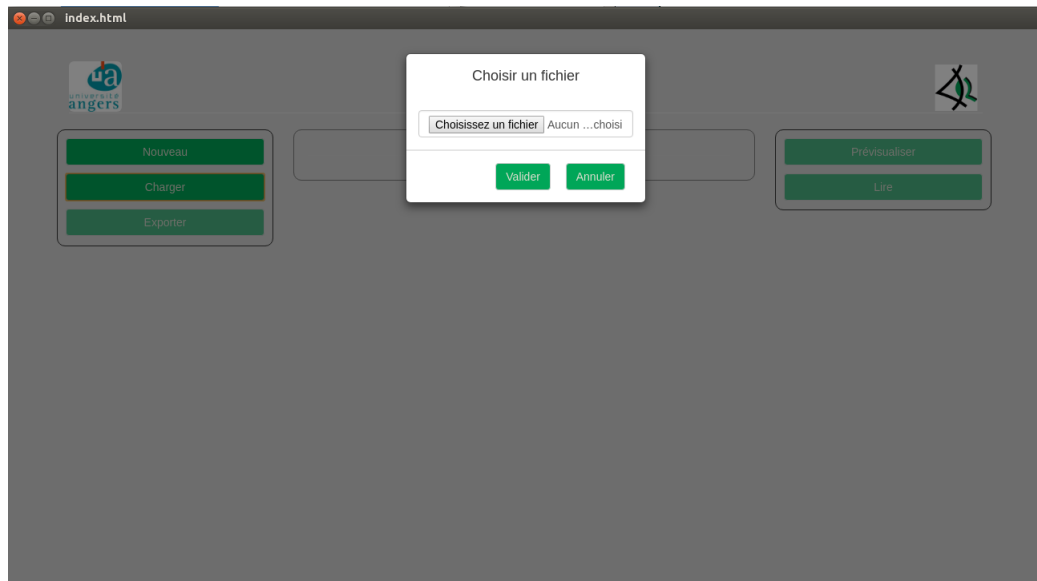 index.html
ua
université
angers
Choisir un fichier
Choisissez un fichier Aucun …choisi
Valider Annuler
Nouveau
Charger
Exporter
Prévisualiser
Lire